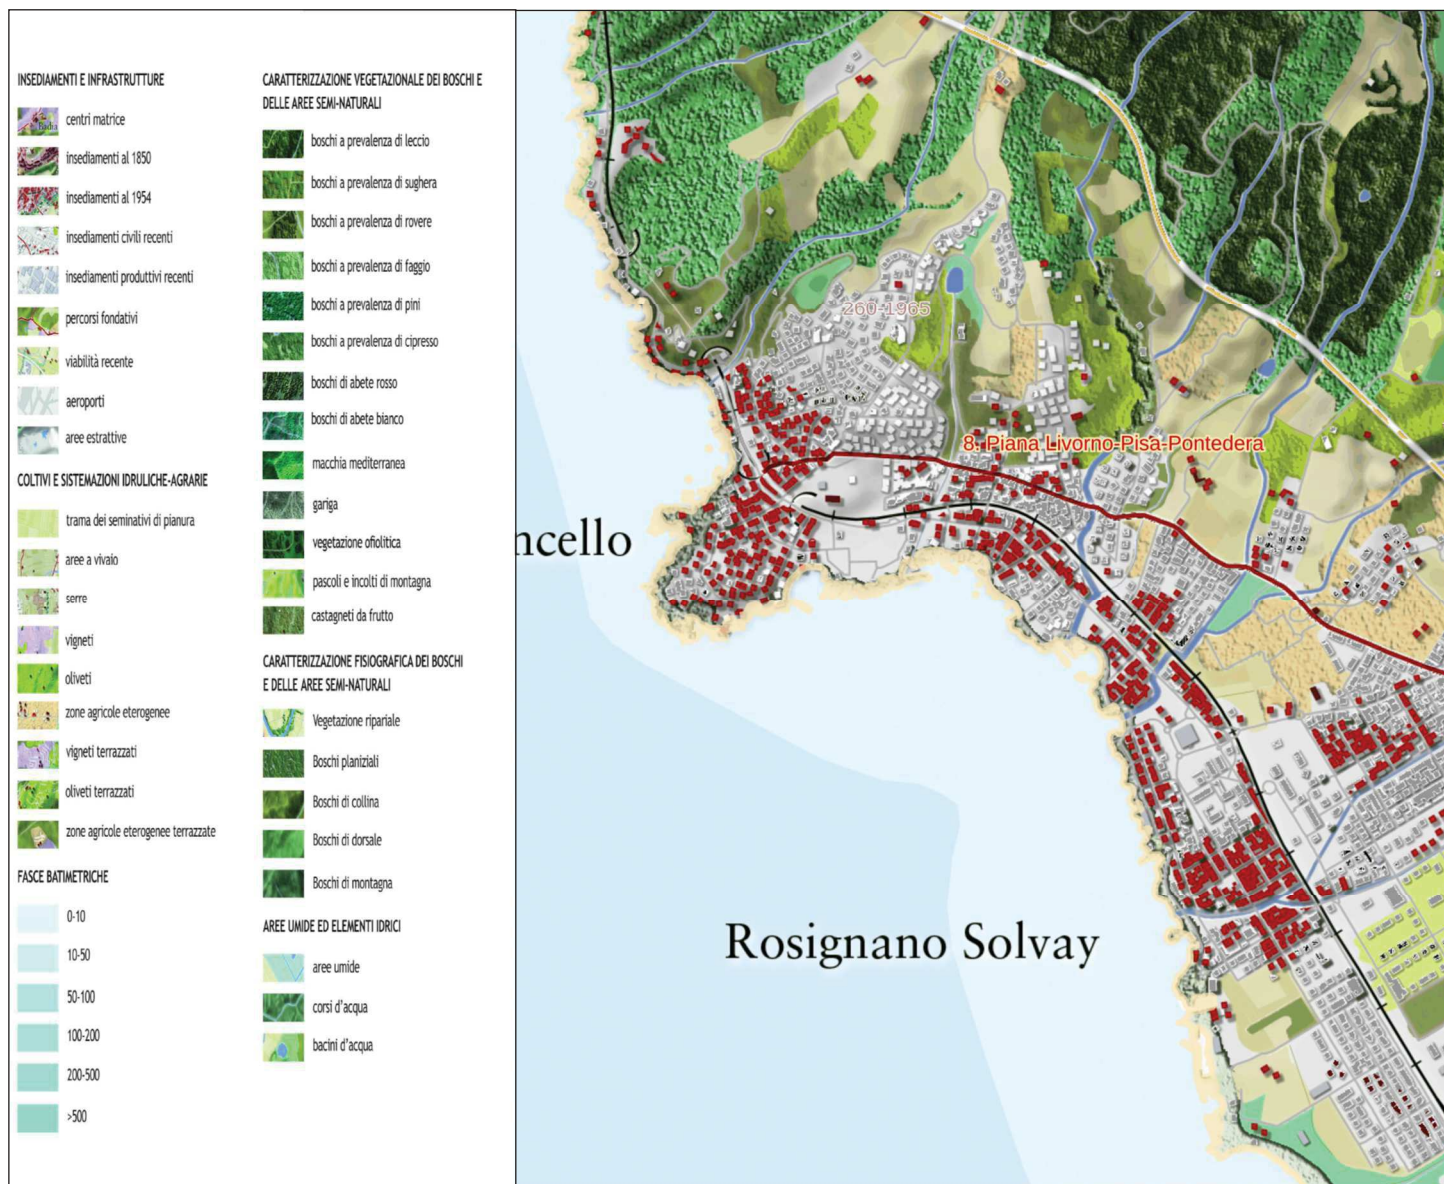 INSEDIAMENTI E INFRASTRUTTURE
centri matrice
insediamenti al 1850
insediamenti al 1954
insediamenti civili recenti
insediamenti produttivi recenti
percorsi fondativi
viabilità recente
aeroporti
aree estrattive
COLTIVI E SISTEMAZIONI IDRULICHE-AGRARIE
trama dei seminativi di pianura
aree a vivaio
serre
vigneti
oliveti
zone agricole eterogenee
vigneti terrazzati
oliveti terrazzati
zone agricole eterogenee terrazzate
FASCE BATIMETRICHE
0-10
10-50
50-100
100-200
200-500
>500
CARATTERIZZAZIONE VEGETAZIONALE DEI BOSCHI E
DELLE AREE SEMI-NATURALI
boschi a prevalenza di leccio
boschi a prevalenza di sughera
boschi a prevalenza di rovere
boschi a prevalenza di faggio
boschi a prevalenza di pini
boschi a prevalenza di cipresso
boschi di abete rosso
boschi di abete bianco
macchia mediterranea
gariga
vegetazione ofiolitica
pascoli e incolti di montagna
castagneti da frutto
CARATTERIZZAZIONE FISIOGRAFICA DEI BOSCHI
E DELLE AREE SEMI-NATURALI
Vegetazione ripariale
Boschi planiziali
Boschi di collina
Boschi di dorsale
Boschi di montagna
AREE UMIDE ED ELEMENTI IDRICI
aree umide
corsi d'acqua
bacini d'acqua
260-1965
8. Piana Livorno-Pisa-Pontedera
ncello
Rosignano Solvay